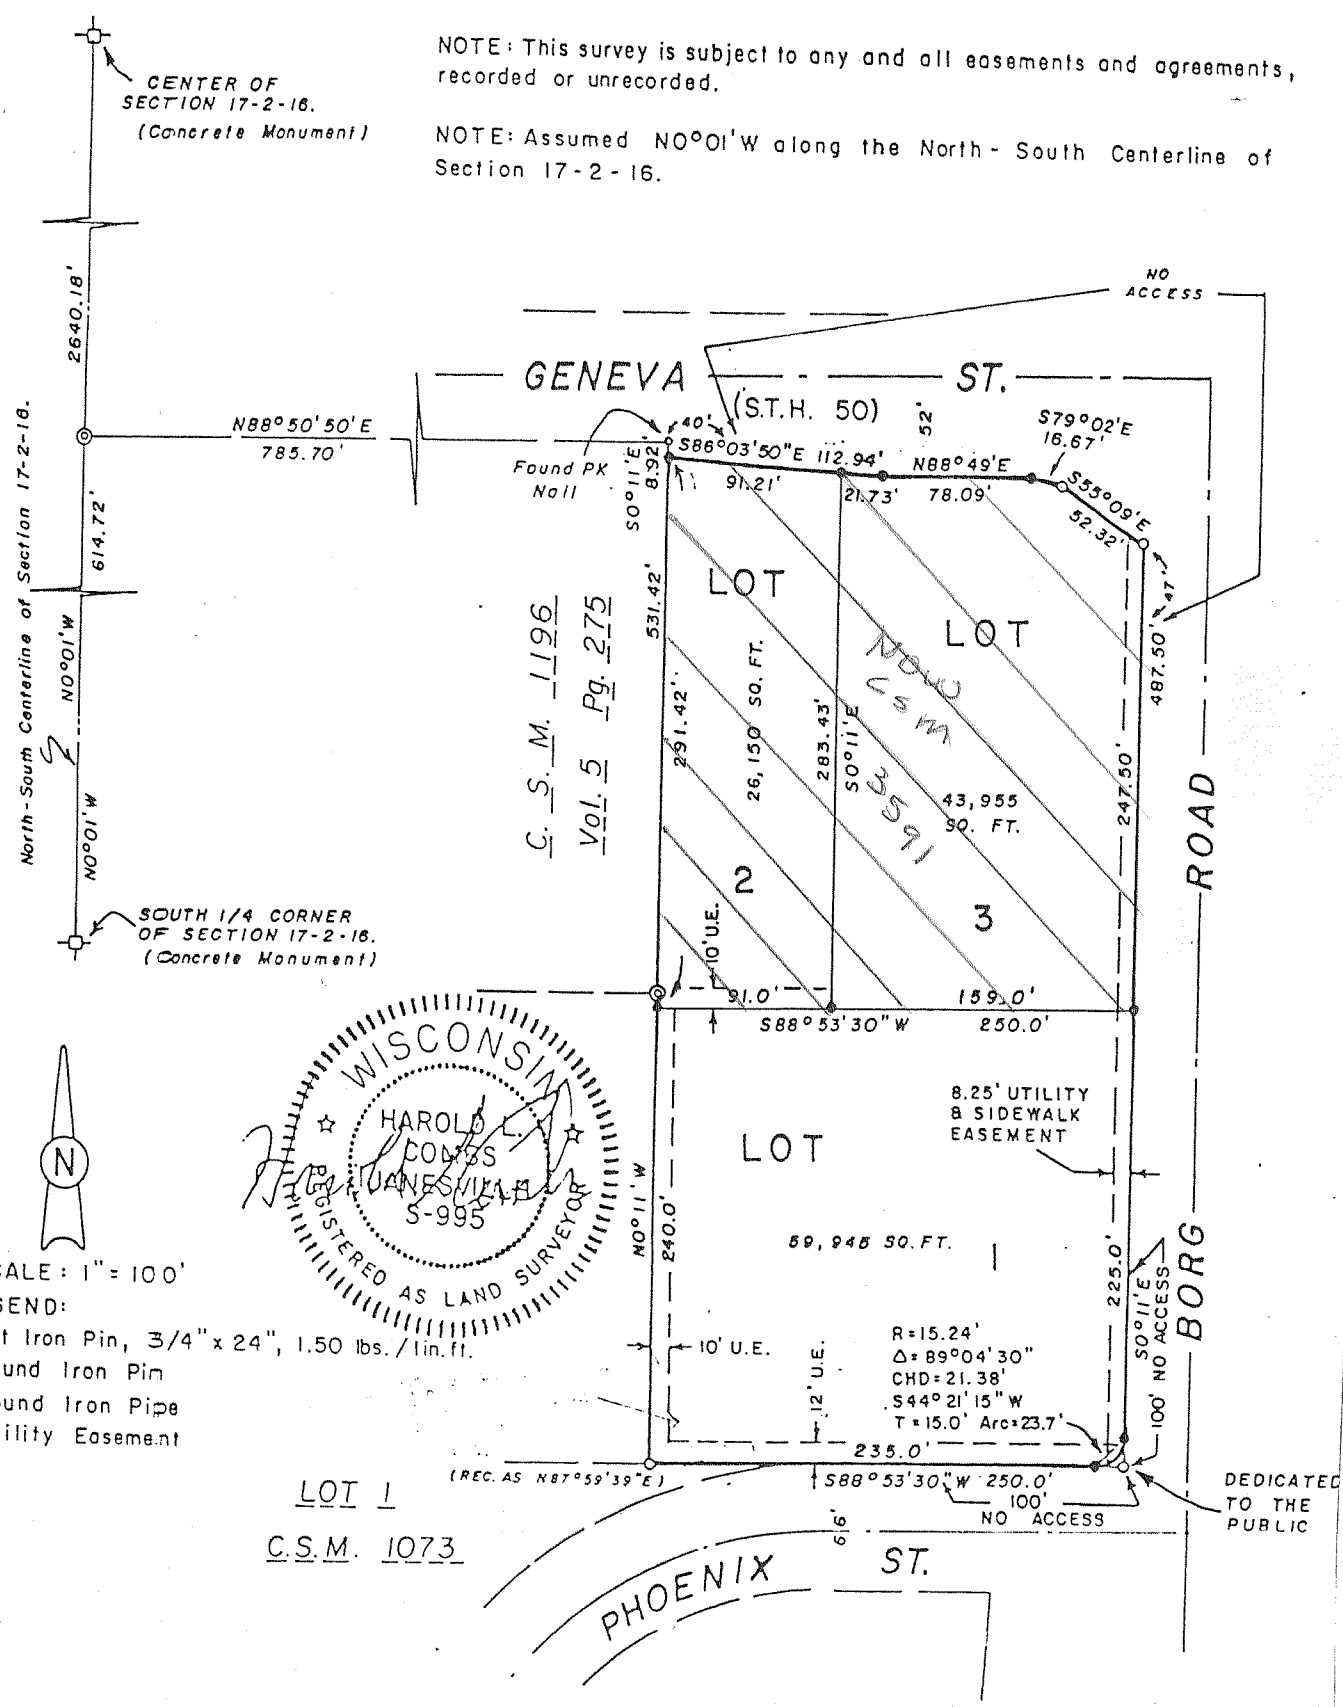 NOTE: This survey is subject to any and all easements and agreements,
recorded or unrecorded.
NOTE: Assumed N0°01'W along the North - South Centerline of
Section 17-2-16.
CENTER OF
SECTION 17-2-16.
(Concrete Monument)
2640.18'
North-South Centerline of Section 17-2-16.
N88°50'50"E
785.70'
614.72'
N0°01'W
N0°01'W
SOUTH 1/4 CORNER
OF SECTION 17-2-16.
(Concrete Monument)
NO
ACCESS
GENEVA ST.
(S.T.H. 50)
52'
40'
Found PK
Nail
S0°11'E
8.92'
S86°03'50"E 112.94'
91.21'
21.73'
N88°49'E
78.09'
S79°02'E
16.67'
S55°09'E
52.32'
47'
487.50'
531.42'
291.42'
C. S. M. 1196
Vol. 5 Pg. 275
LOT
2
26,150 SQ. FT.
283.43'
S0°11'E
LOT
3
43,955
SQ. FT.
NOW
CSM
3591
247.50'
BORG ROAD
10' U.E.
91.0'
159.0'
S88°53'30"W
250.0'
WISCONSIN
HAROLD L.
COMBS
JANESVILLE
S-995
REGISTERED AS LAND SURVEYOR
N
8.25' UTILITY
& SIDEWALK
EASEMENT
LOT
1
59,945 SQ. FT.
N0°11'W
240.0'
225.0'
S0°11'E
100' NO ACCESS
10' U.E.
12' U.E.
R=15.24'
Δ=89°04'30"
CHD=21.38'
S44°21'15"W
T=15.0' Arc=23.7'
235.0'
(REC. AS N87°59'39"E)
S88°53'30"W 250.0'
100'
NO ACCESS
DEDICATED
TO THE
PUBLIC
CALE: 1"=100'
GEND:
t Iron Pin, 3/4"x 24", 1.50 lbs./lin.ft.
und Iron Pin
ound Iron Pipe
ility Easement
LOT 1
C.S.M. 1073
66'
PHOENIX ST.